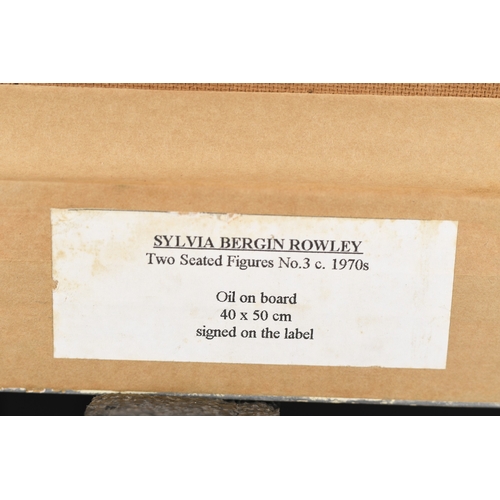 SYLVIA BERGIN ROWLEY
Two Seated Figures No.3 c. 1970s
Oil on board
40 x 50 cm
signed on the label